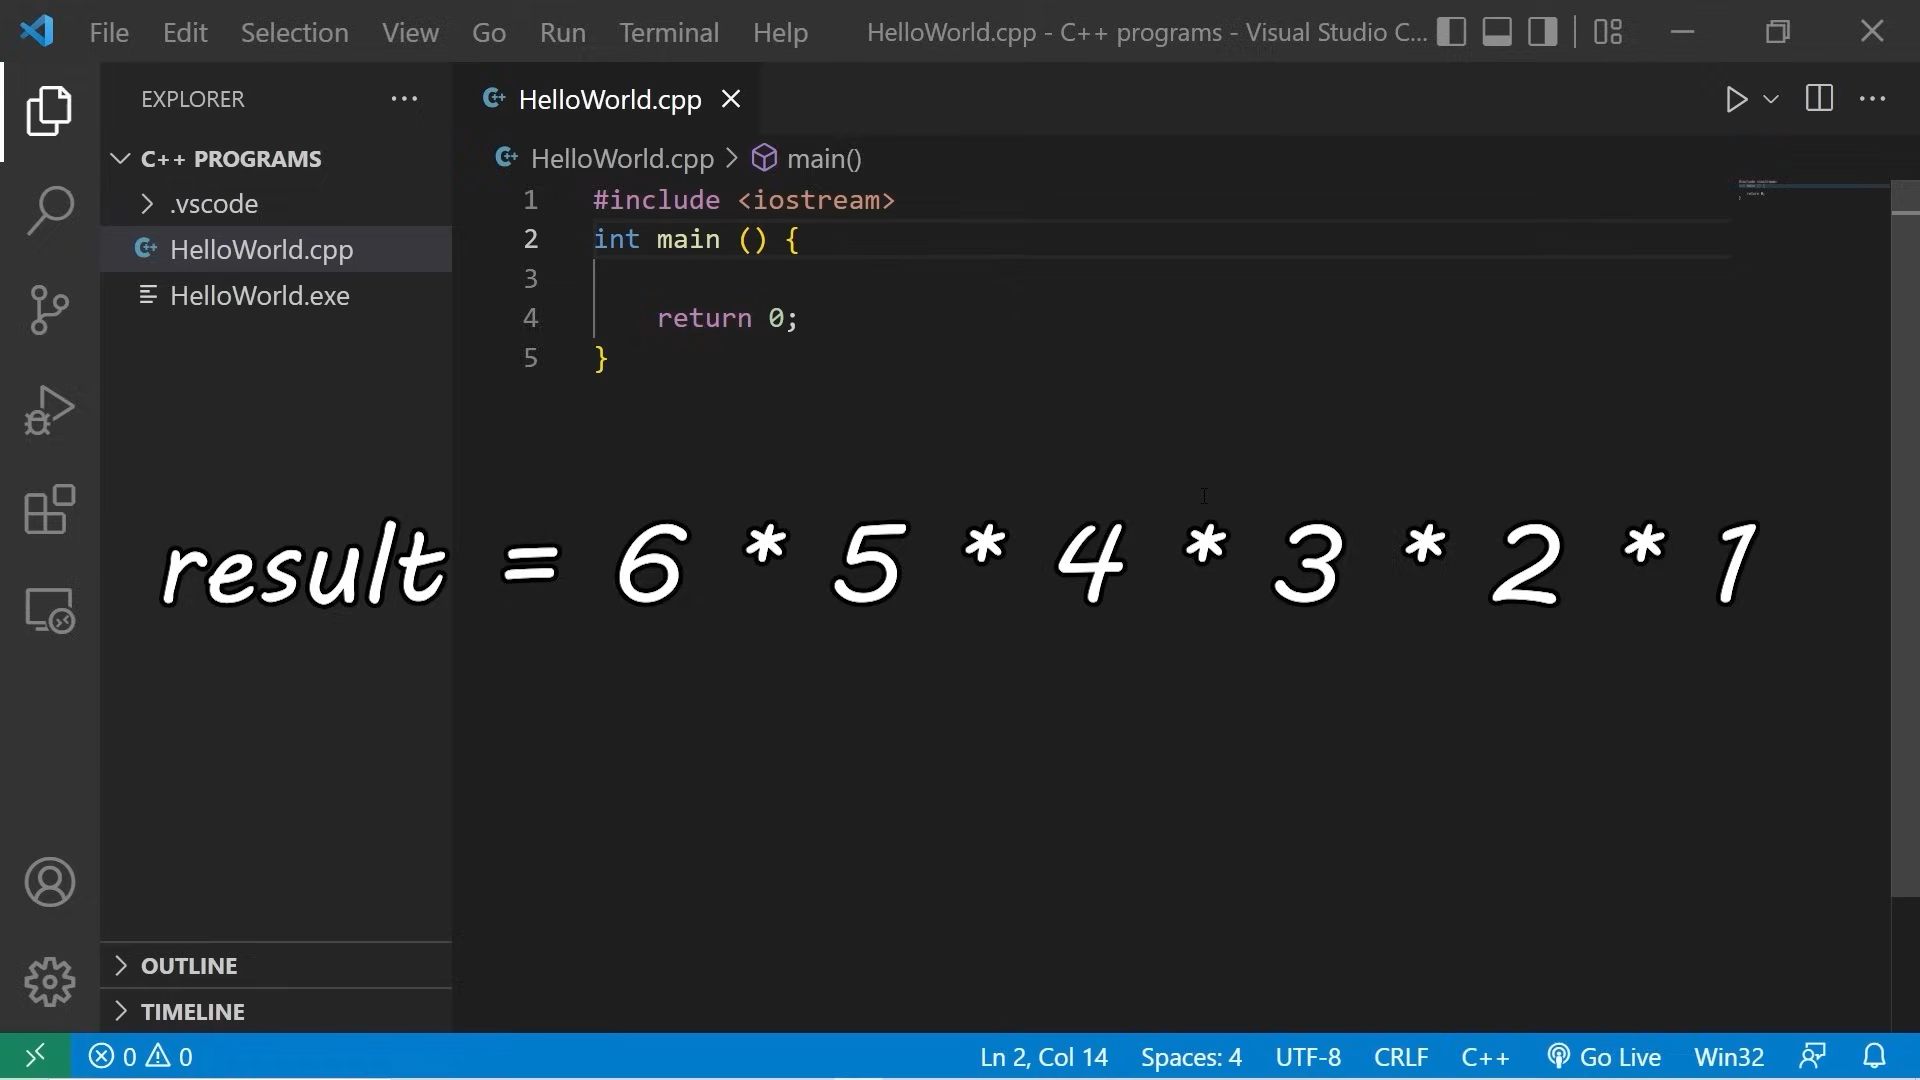 File Edit Selection View Go Run Terminal Help HelloWorld.cpp - C++ programs - Visual Studio C...
EXPLORER ...
C++ PROGRAMS
.vscode
HelloWorld.cpp
HelloWorld.exe
OUTLINE
TIMELINE
HelloWorld.cpp
HelloWorld.cpp > main()
1 #include <iostream>
2 int main () {
3
4 return 0;
5 }
result = 6 * 5 * 4 * 3 * 2 * 1
0 0 Ln 2, Col 14 Spaces: 4 UTF-8 CRLF C++ Go Live Win32